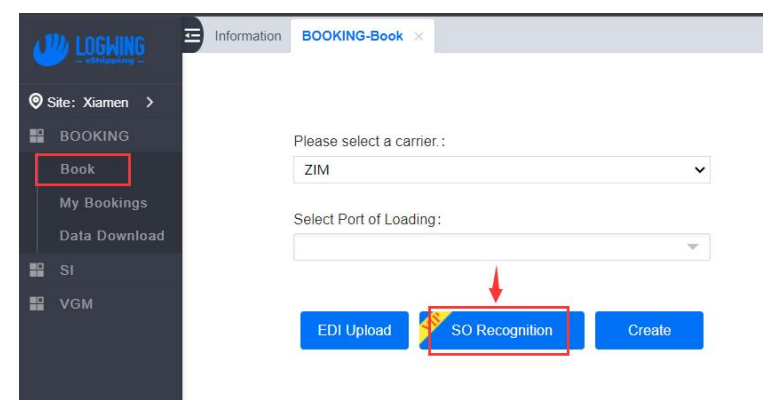 LOGWING
eShipping
Information
BOOKING-Book ×
Site: Xiamen >
BOOKING
Book
My Bookings
Data Download
SI
VGM
Please select a carrier. :
ZIM
Select Port of Loading:
EDI Upload
VIP
SO Recognition
Create